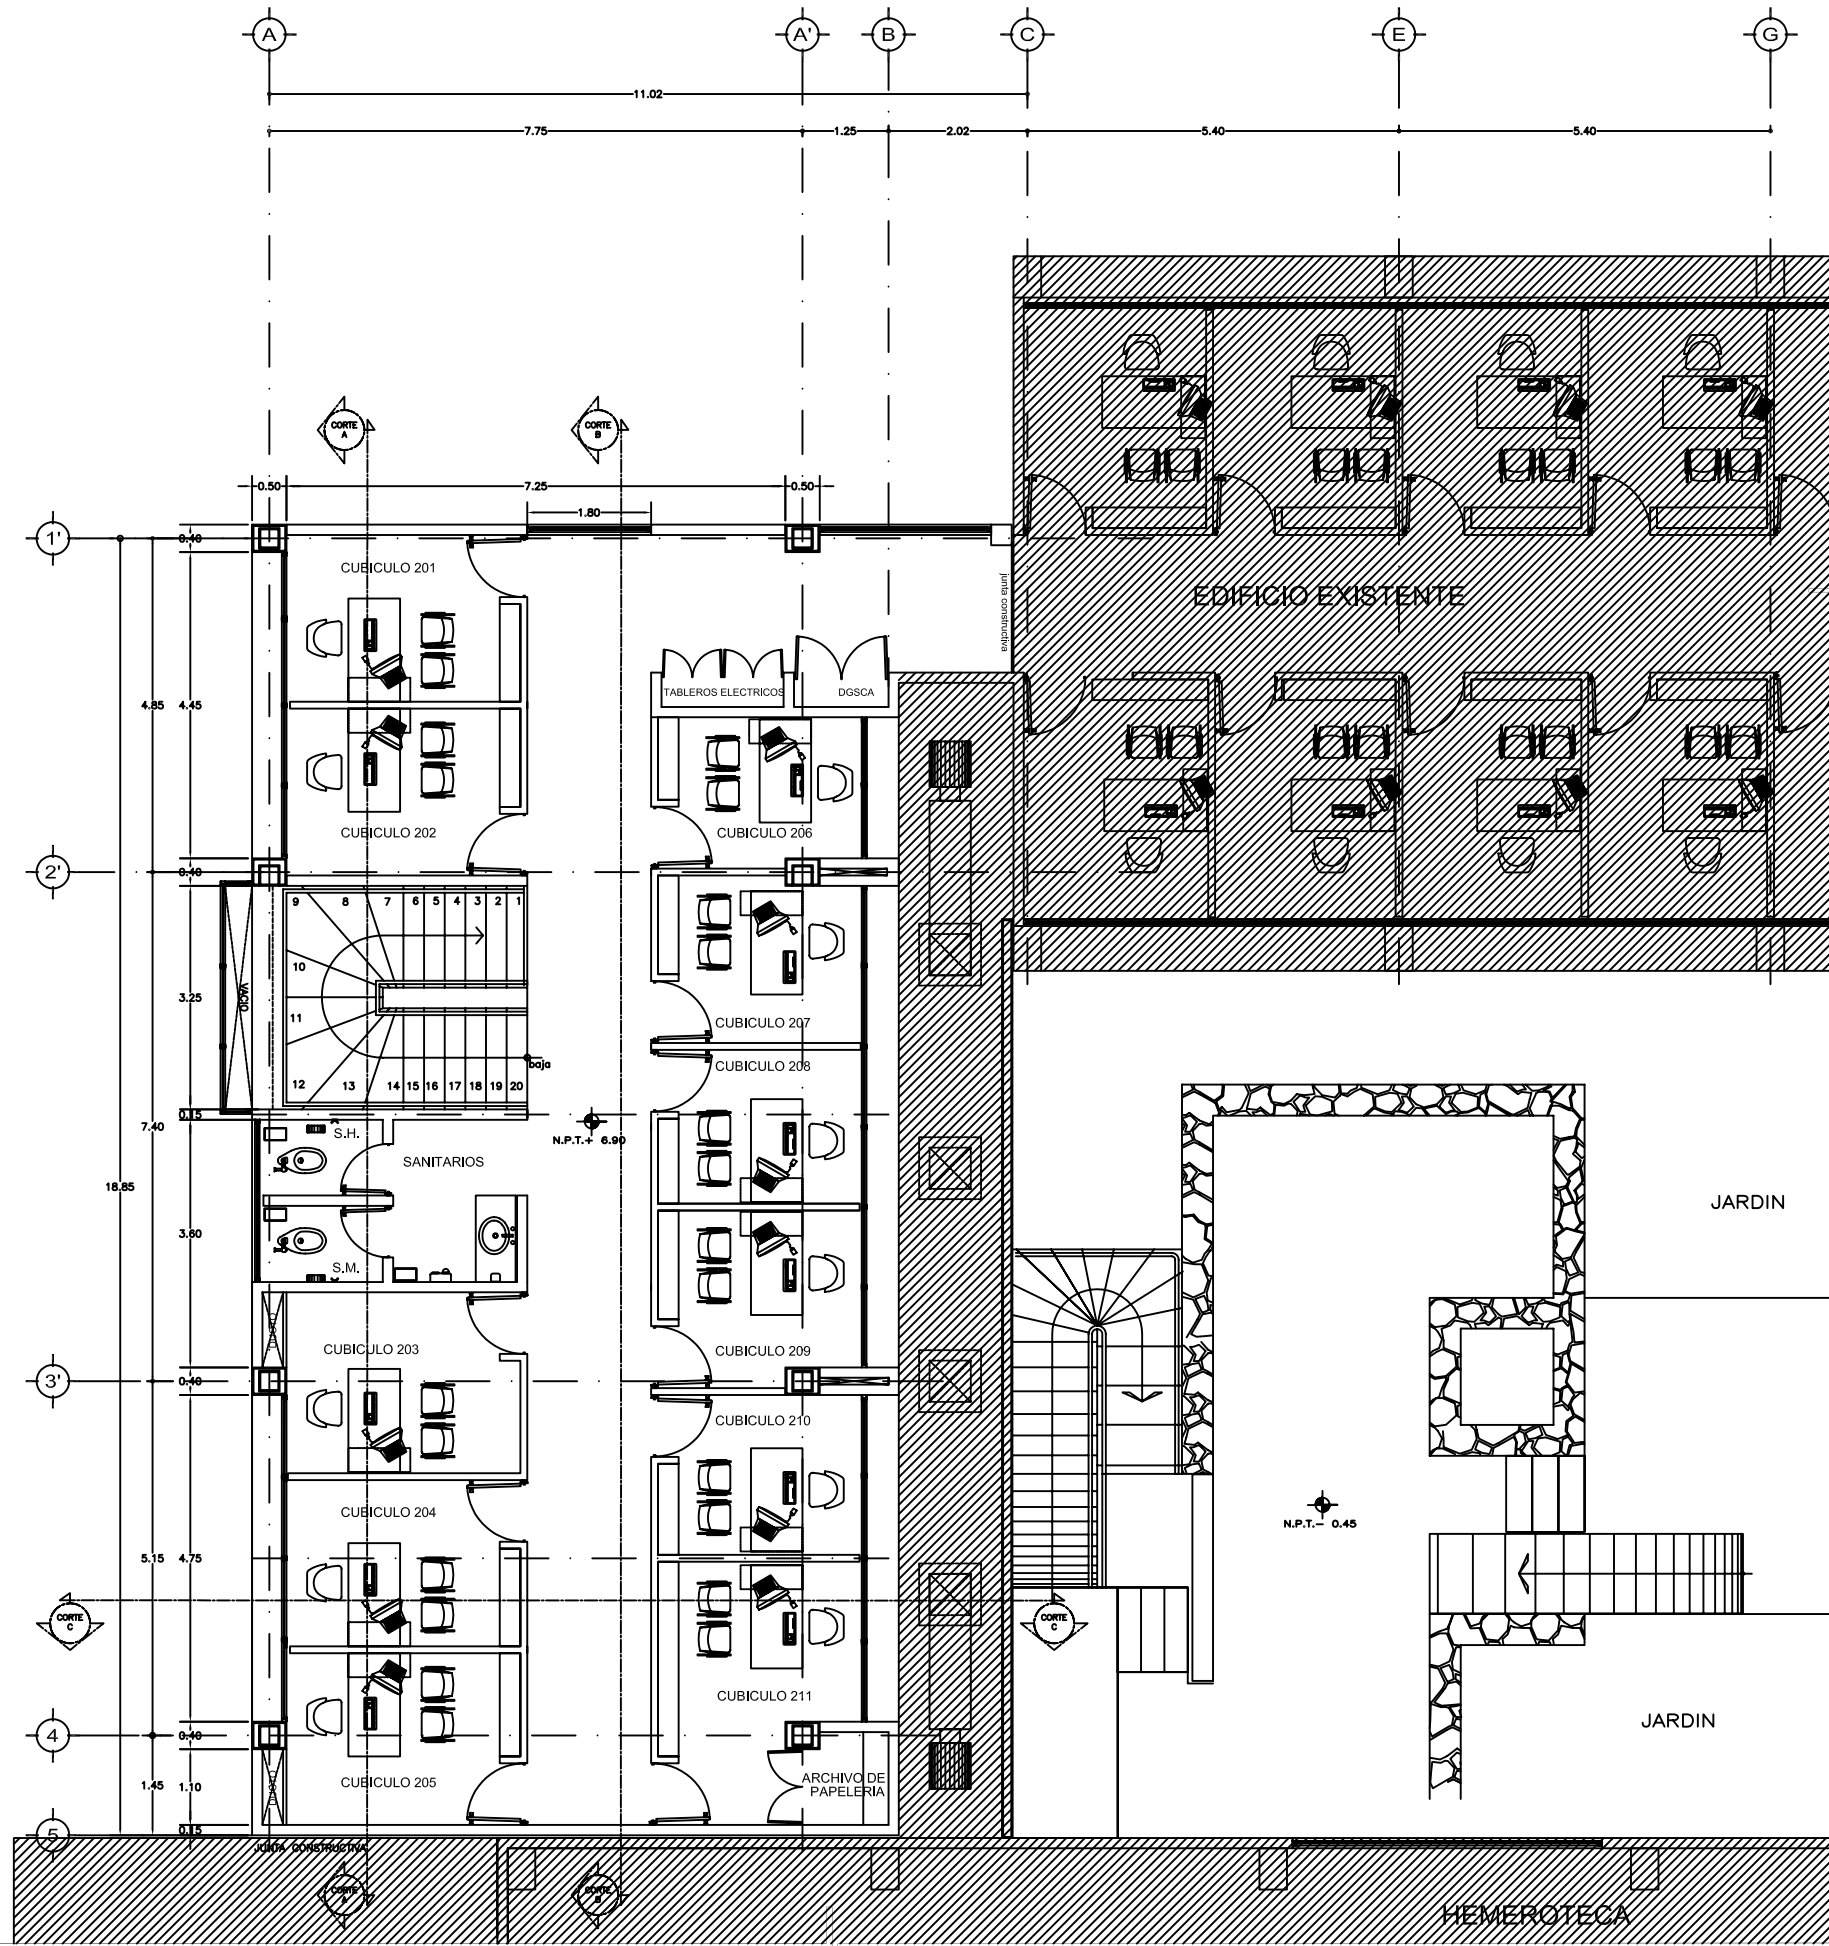 A
A'
B
C
E
G
11.02
7.75
1.25
2.02
5.40
5.40
CORTE
A
CORTE
B
0.50
7.25
0.50
1.80
1'
0.40
CUBICULO 201
junta constructiva
EDIFICIO EXISTENTE
TABLEROS ELECTRICOS
DGSCA
4.85
4.45
CUBICULO 202
CUBICULO 206
2'
0.40
9
8
7
6
5
4
3
2
1
10
VACIO
3.25
11
CUBICULO 207
baja
CUBICULO 208
12
13
14
15
16
17
18
19
20
0.15
7.40
S.H.
N.P.T.+ 6.90
SANITARIOS
18.85
JARDIN
3.60
S.M.
DUCTO
CUBICULO 203
CUBICULO 209
3'
0.40
CUBICULO 210
CUBICULO 204
N.P.T.- 0.45
5.15
4.75
CORTE
C
CORTE
C
CUBICULO 211
JARDIN
4
0.40
1.45
1.10
DUCTO
CUBICULO 205
ARCHIVO DE
PAPELERIA
5
0.15
JUNTA CONSTRUCTIVA
CORTE
A
CORTE
B
HEMEROTECA